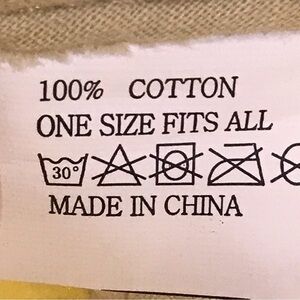 100% COTTON
ONE SIZE FITS ALL
30°
MADE IN CHINA